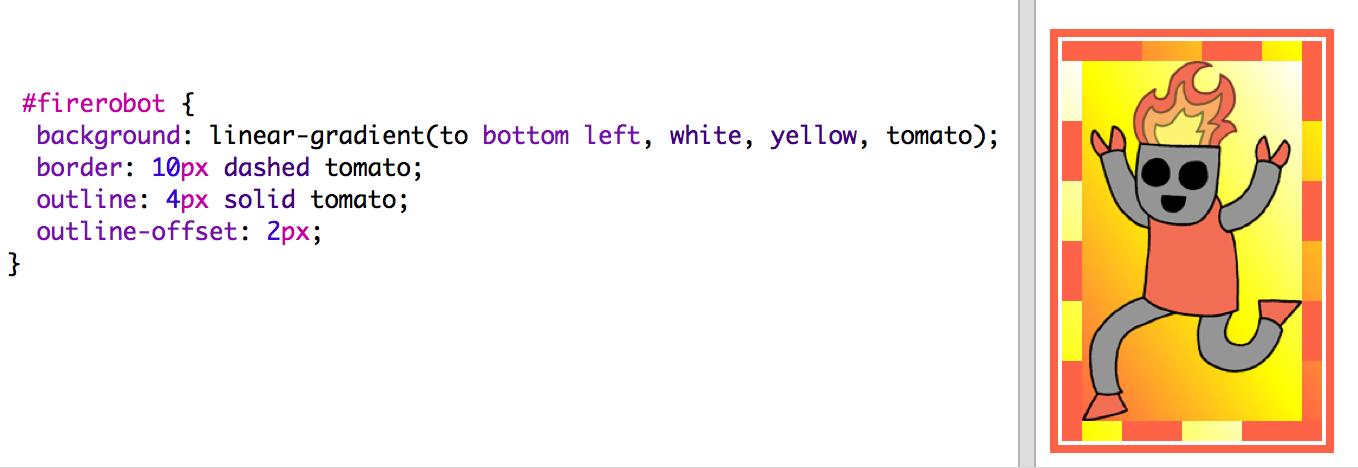 #firerobot {
background: linear-gradient(to bottom left, white, yellow, tomato);
border: 10px dashed tomato;
outline: 4px solid tomato;
outline-offset: 2px;
}